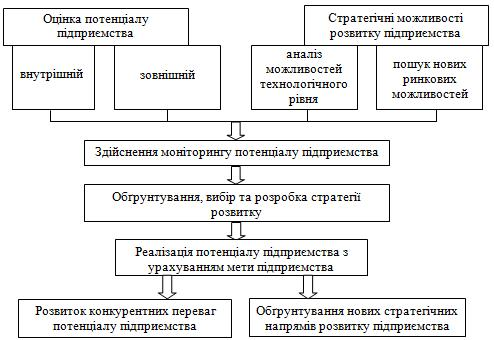 Оцінка потенціалу
підприємства
Стратегічні можливості
розвитку підприємства
внутрішній
зовнішній
аналіз
можливостей
технологічного
рівня
пошук нових
ринкових
можливостей
Здійснення моніторингу потенціалу підприємства
Обґрунтування, вибір та розробка стратегії
розвитку
Реалізація потенціалу підприємства з
урахуванням мети підприємства
Розвиток конкурентних переваг
потенціалу підприємства
Обґрунтування нових стратегічних
напрямів розвитку підприємства